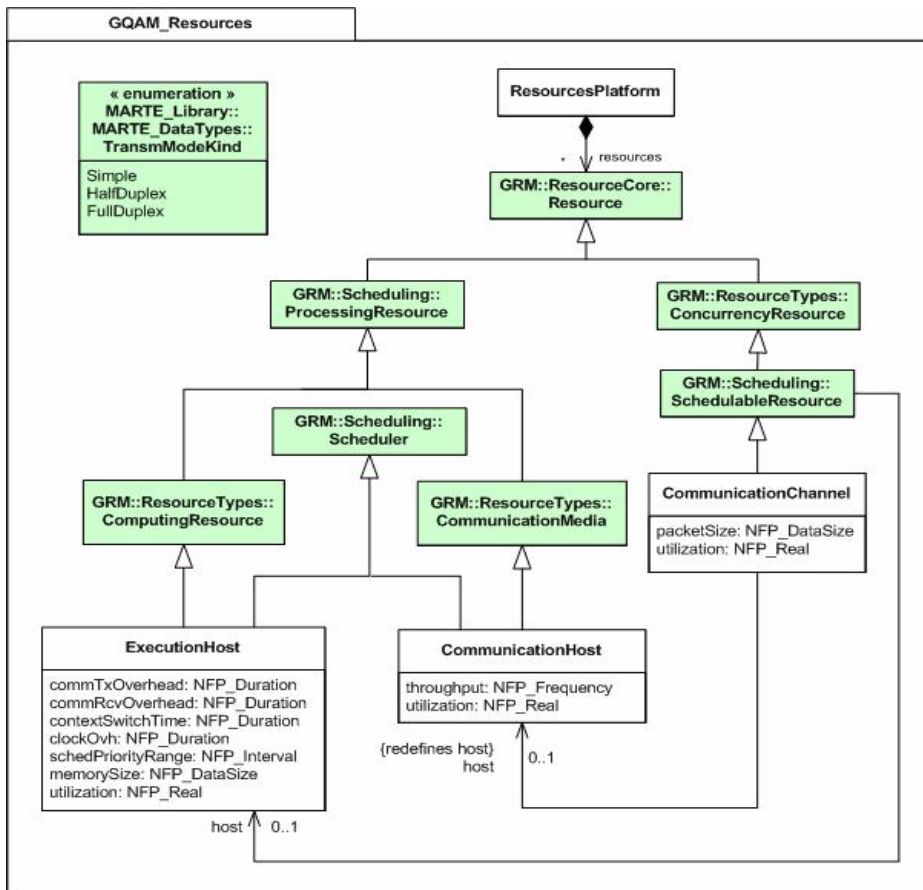 GQAM_Resources
« enumeration »
MARTE_Library::
MARTE_DataTypes::
TransmModeKind
Simple
HalfDuplex
FullDuplex
ResourcesPlatform
* resources
GRM::ResourceCore::
Resource
GRM::Scheduling::
ProcessingResource
GRM::ResourceTypes::
ConcurrencyResource
GRM::Scheduling::
SchedulableResource
GRM::Scheduling::
Scheduler
GRM::ResourceTypes::
ComputingResource
GRM::ResourceTypes::
CommunicationMedia
CommunicationChannel
packetSize: NFP_DataSize
utilization: NFP_Real
ExecutionHost
commTxOverhead: NFP_Duration
commRcvOverhead: NFP_Duration
contextSwitchTime: NFP_Duration
clockOvh: NFP_Duration
schedPriorityRange: NFP_Interval
memorySize: NFP_DataSize
utilization: NFP_Real
CommunicationHost
throughput: NFP_Frequency
utilization: NFP_Real
{redefines host}
host 0..1
host 0..1